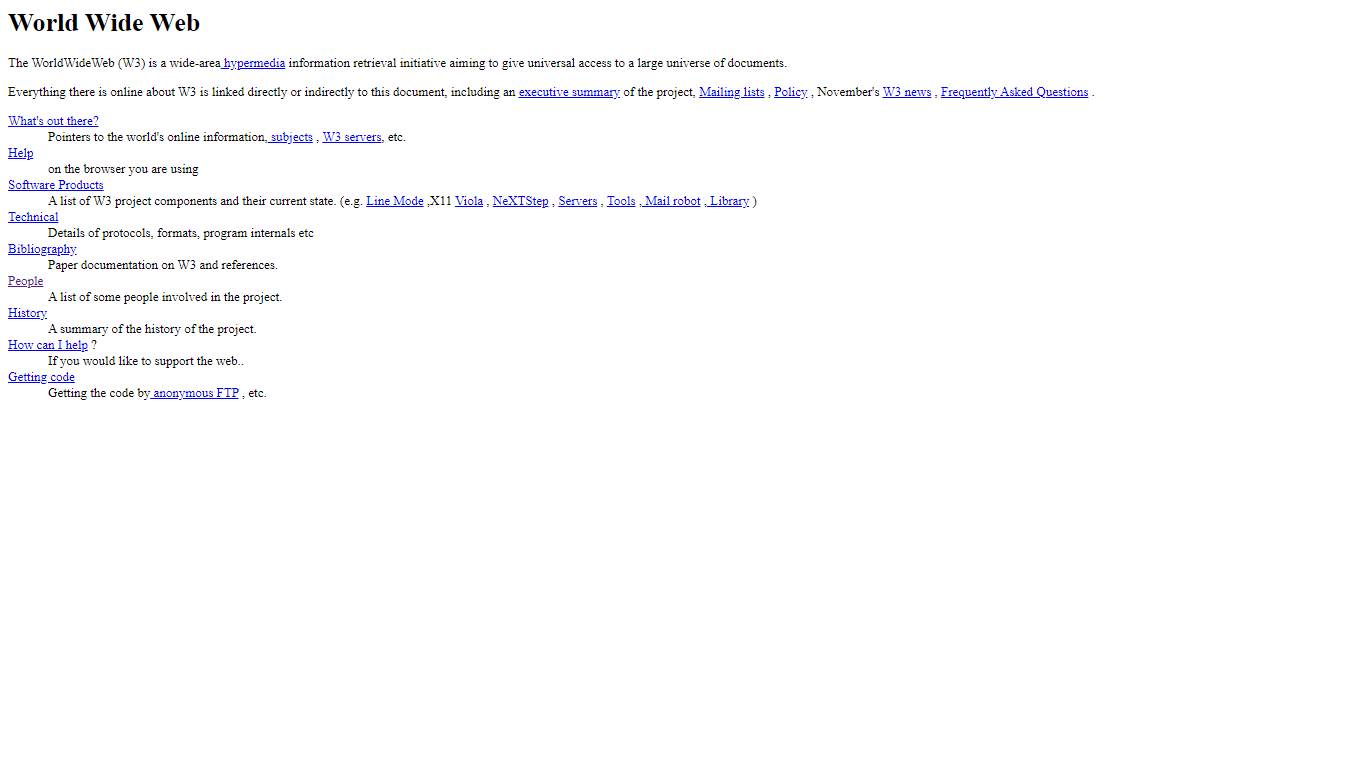 World Wide Web
The WorldWideWeb (W3) is a wide-area hypermedia information retrieval initiative aiming to give universal access to a large universe of documents.
Everything there is online about W3 is linked directly or indirectly to this document, including an executive summary of the project, Mailing lists , Policy , November's W3 news , Frequently Asked Questions .
What's out there?
Pointers to the world's online information, subjects , W3 servers, etc.
Help
on the browser you are using
Software Products
A list of W3 project components and their current state. (e.g. Line Mode ,X11 Viola , NeXTStep , Servers , Tools , Mail robot , Library )
Technical
Details of protocols, formats, program internals etc
Bibliography
Paper documentation on W3 and references.
People
A list of some people involved in the project.
History
A summary of the history of the project.
How can I help ?
If you would like to support the web..
Getting code
Getting the code by anonymous FTP , etc.